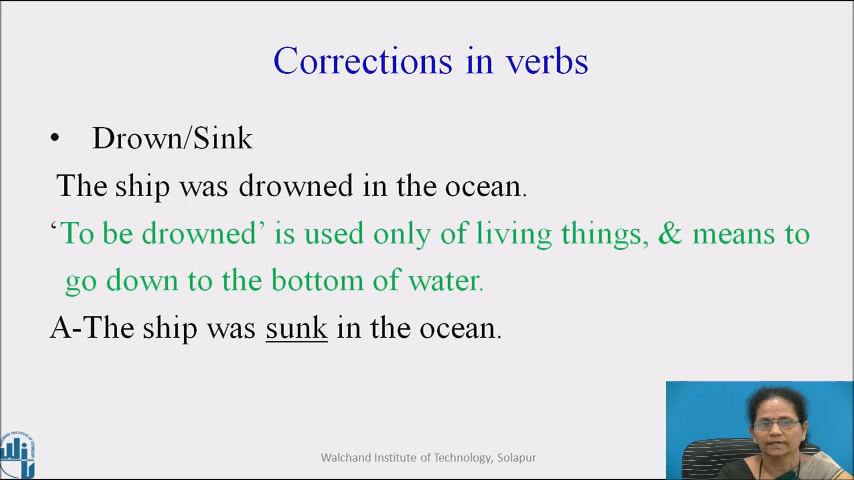 Corrections in verbs
• Drown/Sink
The ship was drowned in the ocean.
‘To be drowned’ is used only of living things, & means to
go down to the bottom of water.
A-The ship was sunk in the ocean.
Walchand Institute of Technology, Solapur